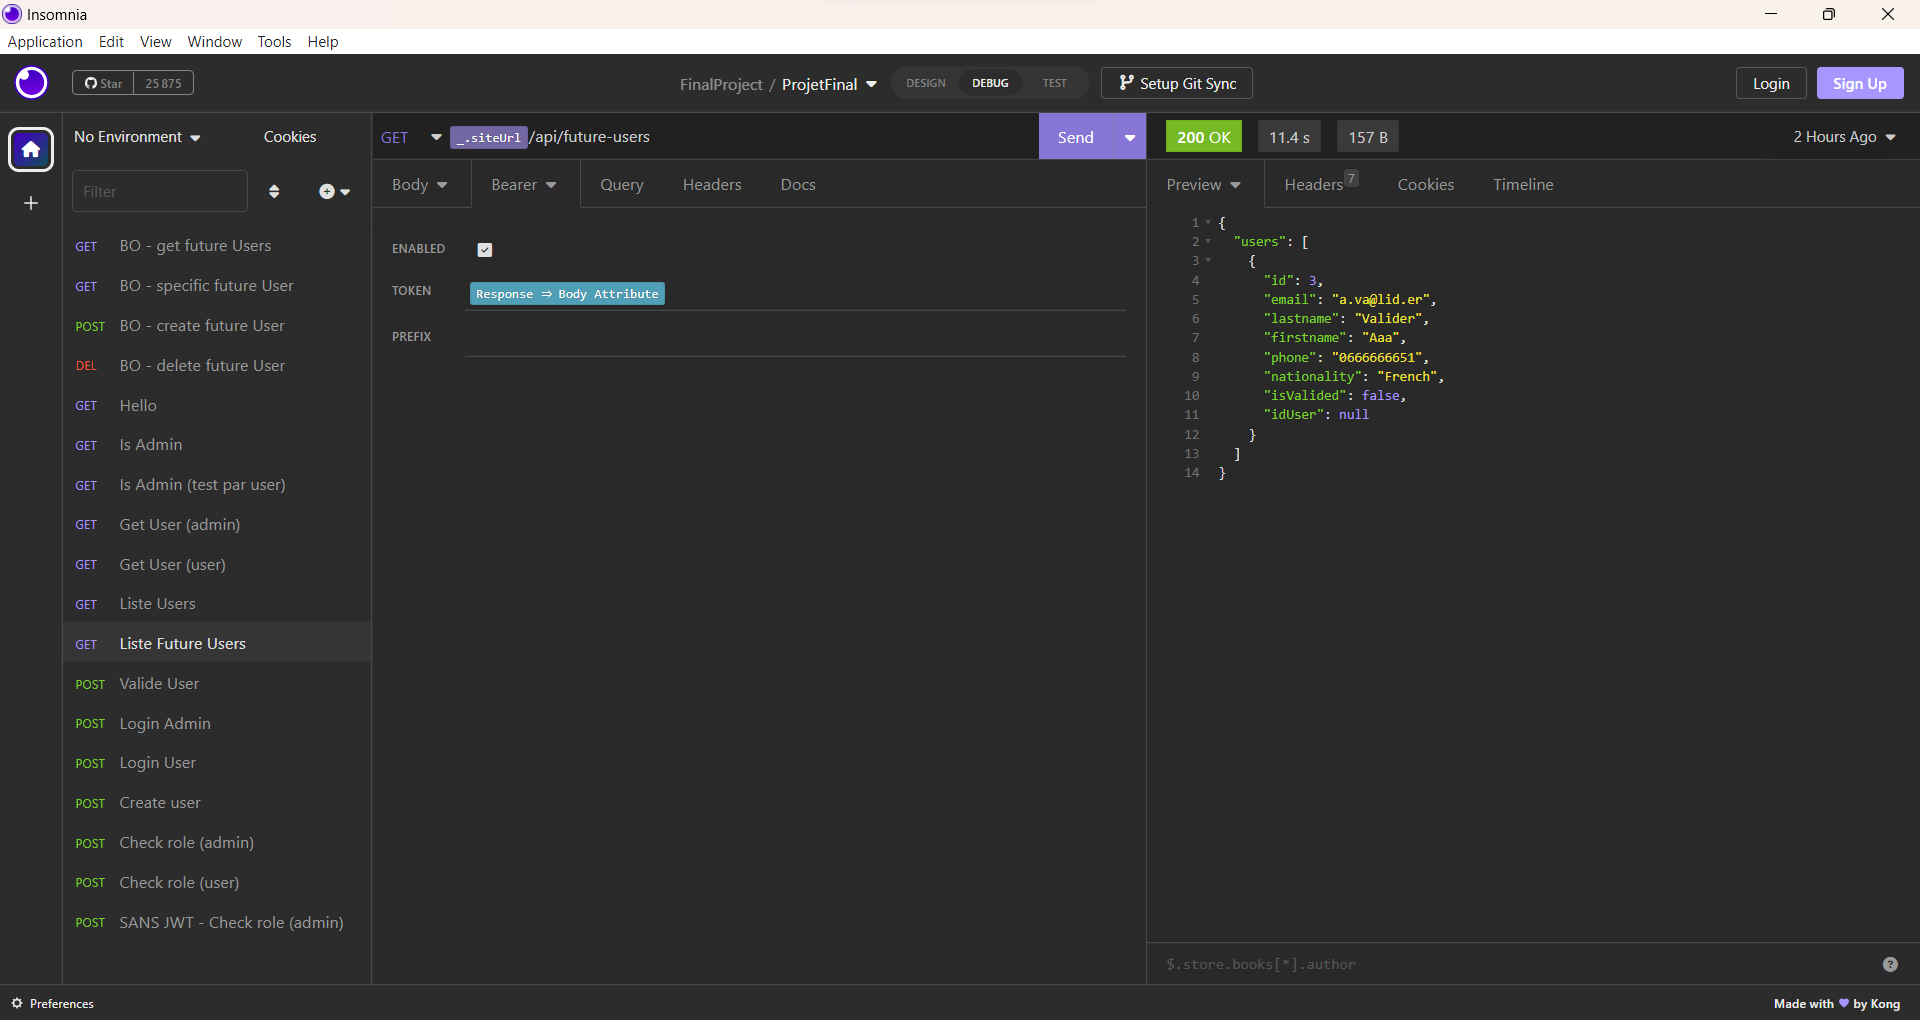 Insomnia
Application Edit View Window Tools Help
Star 25 875
FinalProject / ProjetFinal
DESIGN DEBUG TEST
Setup Git Sync
Login
Sign Up
No Environment
Cookies
GET _.siteUrl /api/future-users
Send
200 OK
11.4 s
157 B
2 Hours Ago
Filter
Body
Bearer
Query
Headers
Docs
ENABLED
TOKEN Response ⇒ Body Attribute
PREFIX
GET BO - get future Users
GET BO - specific future User
POST BO - create future User
DEL BO - delete future User
GET Hello
GET Is Admin
GET Is Admin (test par user)
GET Get User (admin)
GET Get User (user)
GET Liste Users
GET Liste Future Users
POST Valide User
POST Login Admin
POST Login User
POST Create user
POST Check role (admin)
POST Check role (user)
POST SANS JWT - Check role (admin)
Preview
Headers 7
Cookies
Timeline
1 {
2 "users": [
3 {
4 "id": 3,
5 "email": "a.va@lid.er",
6 "lastname": "Valider",
7 "firstname": "Aaa",
8 "phone": "0666666651",
9 "nationality": "French",
10 "isValided": false,
11 "idUser": null
12 }
13 ]
14 }
$.store.books[*].author
Preferences
Made with 💜 by Kong